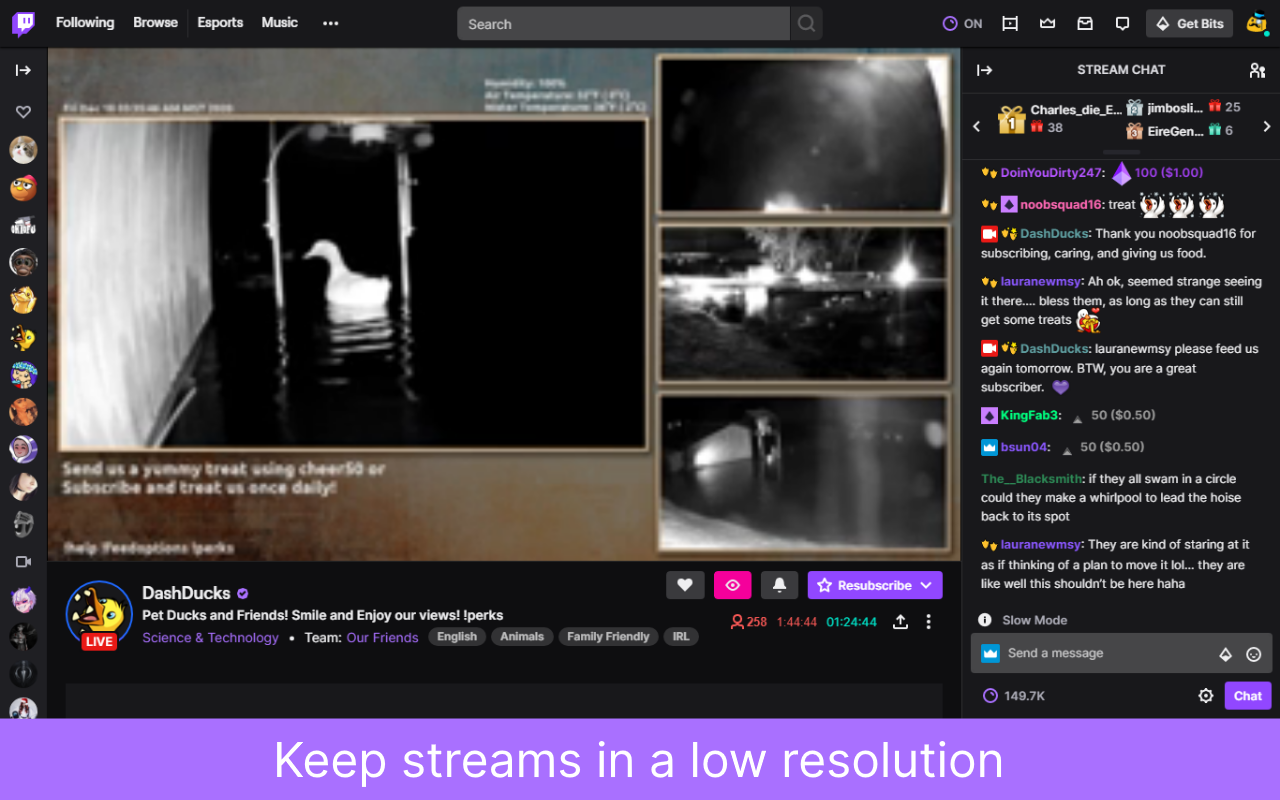 Following Browse Esports Music
Search
ON
Get Bits
Humidity: 100%
STREAM CHAT
1 Charles_die_E... 38
2 jimbosli... 25
3 EireGen... 6
DoinYouDirty247: 100 ($1.00)
noobsquad16: treat
DashDucks: Thank you noobsquad16 for
subscribing, caring, and giving us food.
lauranewmsy: Ah ok, seemed strange seeing
it there.... bless them, as long as they can still
get some treats
DashDucks: lauranewmsy please feed us
again tomorrow. BTW, you are a great
subscriber.
KingFab3: 50 ($0.50)
bsun04: 50 ($0.50)
The__Blacksmith: if they all swam in a circle
could they make a whirlpool to lead the hoise
back to its spot
lauranewmsy: They are kind of staring at it
as if thinking of a plan to move it lol... they are
like well this shouldn't be here haha
Slow Mode
Send a message
149.7K
Chat
Send us a yummy treat using cheer50 or
Subscribe and treat us once daily!
!help !feedoptions !perks
DashDucks
Pet Ducks and Friends! Smile and Enjoy our views! !perks
Science & Technology • Team: Our Friends English Animals Family Friendly IRL
LIVE
Resubscribe
258 1:44:44 01:24:44
Keep streams in a low resolution